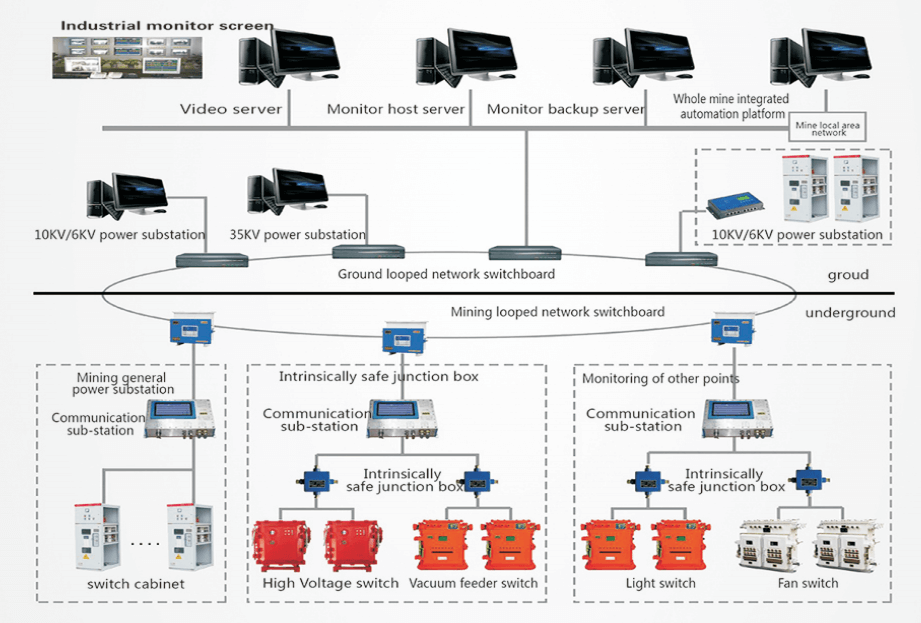 Industrial monitor screen
Video server
Monitor host server
Monitor backup server
Whole mine integrated
automation platform
Mine local area
network
10KV/6KV power substation
35KV power substation
10KV/6KV power substation
Ground looped network switchboard
groud
Mining looped network switchboard
underground
Mining general
power substation
Communication
sub-station
switch cabinet
Intrinsically safe junction box
Communication
sub-station
Intrinsically
safe junction box
High Voltage switch
Vacuum feeder switch
Monitoring of other points
Communication
sub-station
Intrinsically
safe junction box
Light switch
Fan switch